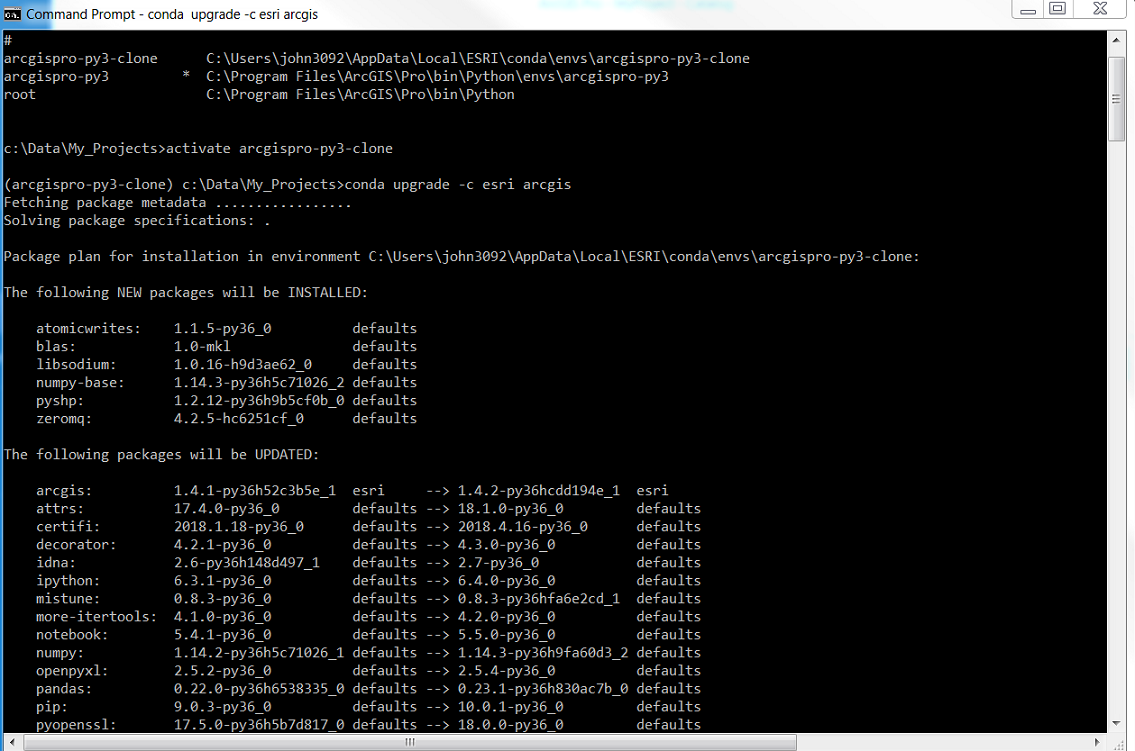 Command Prompt - conda  upgrade -c esri arcgis
#
arcgispro-py3-clone      C:\Users\john3092\AppData\Local\ESRI\conda\envs\arcgispro-py3-clone
arcgispro-py3         *  C:\Program Files\ArcGIS\Pro\bin\Python\envs\arcgispro-py3
root                     C:\Program Files\ArcGIS\Pro\bin\Python
c:\Data\My_Projects>activate arcgispro-py3-clone
(arcgispro-py3-clone) c:\Data\My_Projects>conda upgrade -c esri arcgis
Fetching package metadata .................
Solving package specifications: .
Package plan for installation in environment C:\Users\john3092\AppData\Local\ESRI\conda\envs\arcgispro-py3-clone:
The following NEW packages will be INSTALLED:
    atomicwrites:    1.1.5-py36_0          defaults
    blas:            1.0-mkl               defaults
    libsodium:       1.0.16-h9d3ae62_0     defaults
    numpy-base:      1.14.3-py36h5c71026_2 defaults
    pyshp:           1.2.12-py36h9b5cf0b_0 defaults
    zeromq:          4.2.5-hc6251cf_0      defaults
The following packages will be UPDATED:
    arcgis:          1.4.1-py36h52c3b5e_1  esri     --> 1.4.2-py36hcdd194e_1  esri
    attrs:           17.4.0-py36_0         defaults --> 18.1.0-py36_0         defaults
    certifi:         2018.1.18-py36_0      defaults --> 2018.4.16-py36_0      defaults
    decorator:       4.2.1-py36_0          defaults --> 4.3.0-py36_0          defaults
    idna:            2.6-py36h148d497_1    defaults --> 2.7-py36_0            defaults
    ipython:         6.3.1-py36_0          defaults --> 6.4.0-py36_0          defaults
    mistune:         0.8.3-py36_0          defaults --> 0.8.3-py36hfa6e2cd_1  defaults
    more-itertools:  4.1.0-py36_0          defaults --> 4.2.0-py36_0          defaults
    notebook:        5.4.1-py36_0          defaults --> 5.5.0-py36_0          defaults
    numpy:           1.14.2-py36h5c71026_1 defaults --> 1.14.3-py36h9fa60d3_2 defaults
    openpyxl:        2.5.2-py36_0          defaults --> 2.5.4-py36_0          defaults
    pandas:          0.22.0-py36h6538335_0 defaults --> 0.23.1-py36h830ac7b_0 defaults
    pip:             9.0.3-py36_0          defaults --> 10.0.1-py36_0         defaults
    pyopenssl:       17.5.0-py36h5b7d817_0 defaults --> 18.0.0-py36_0         defaults